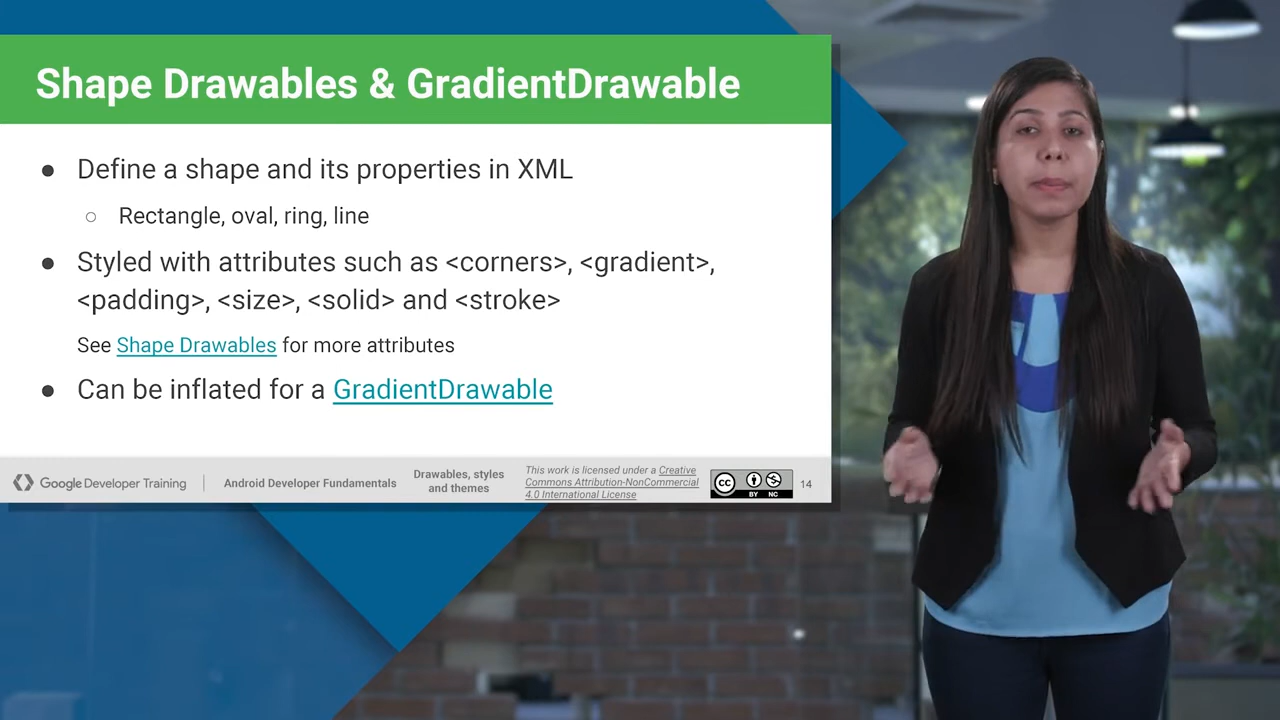 Shape Drawables & GradientDrawable
● Define a shape and its properties in XML
○ Rectangle, oval, ring, line
● Styled with attributes such as <corners>, <gradient>,
<padding>, <size>, <solid> and <stroke>
See Shape Drawables for more attributes
● Can be inflated for a GradientDrawable
Google Developer Training
Android Developer Fundamentals
Drawables, styles
and themes
This work is licensed under a Creative
Commons Attribution-NonCommercial
4.0 International License
cc
BY NC
14